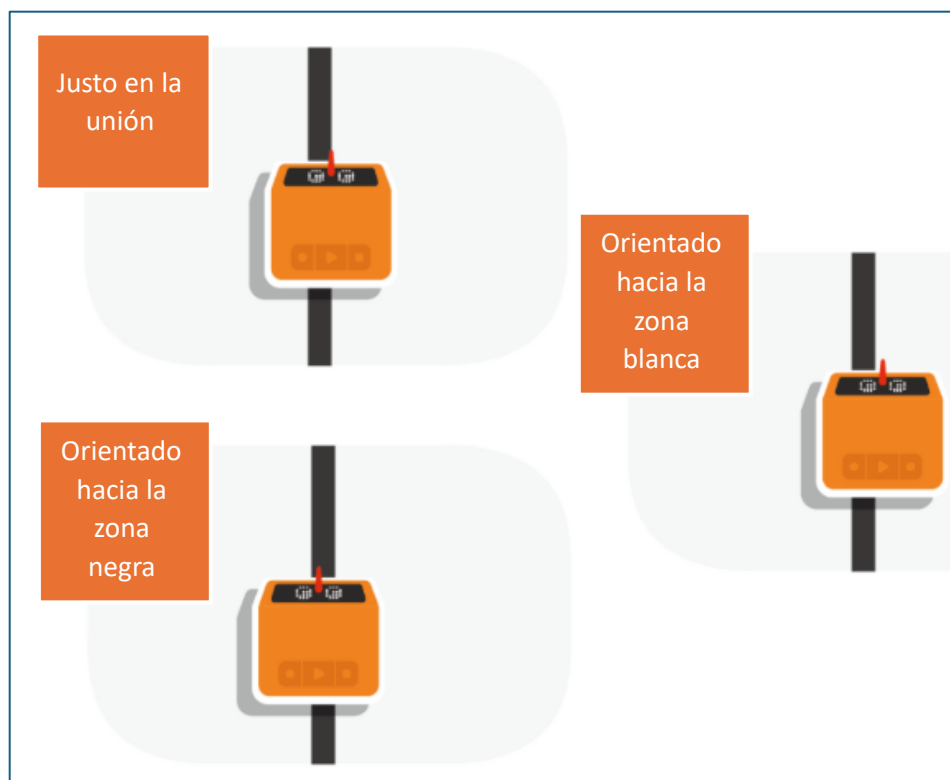 Justo en la
unión
Orientado
hacia la
zona
blanca
Orientado
hacia la
zona
negra